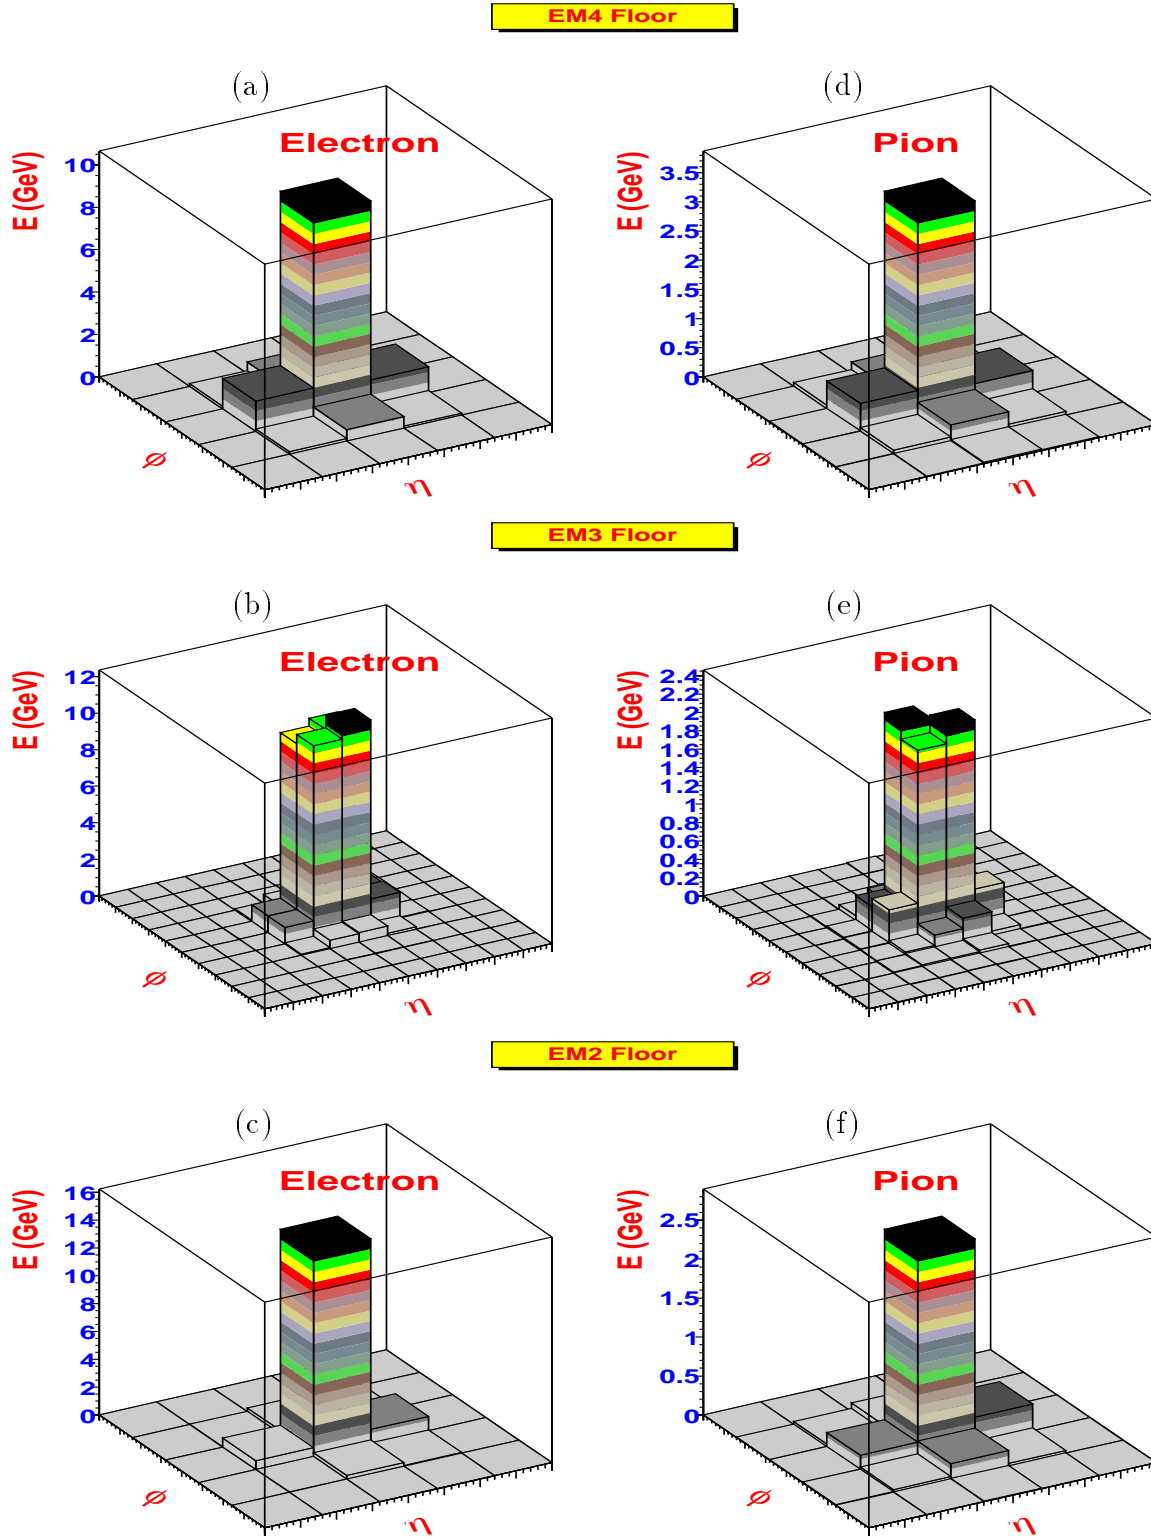 EM4 Floor
(a)
Electron
E (GeV)
10
8
6
4
2
0
φ
η
(d)
Pion
E (GeV)
3.5
3
2.5
2
1.5
1
0.5
0
φ
η
EM3 Floor
(b)
Electron
E (GeV)
12
10
8
6
4
2
0
φ
η
(e)
Pion
E (GeV)
2.4
2.2
2
1.8
1.6
1.4
1.2
1
0.8
0.6
0.4
0.2
0
φ
η
EM2 Floor
(c)
Electron
E (GeV)
16
14
12
10
8
6
4
2
0
φ
η
(f)
Pion
E (GeV)
2.5
2
1.5
1
0.5
0
φ
η